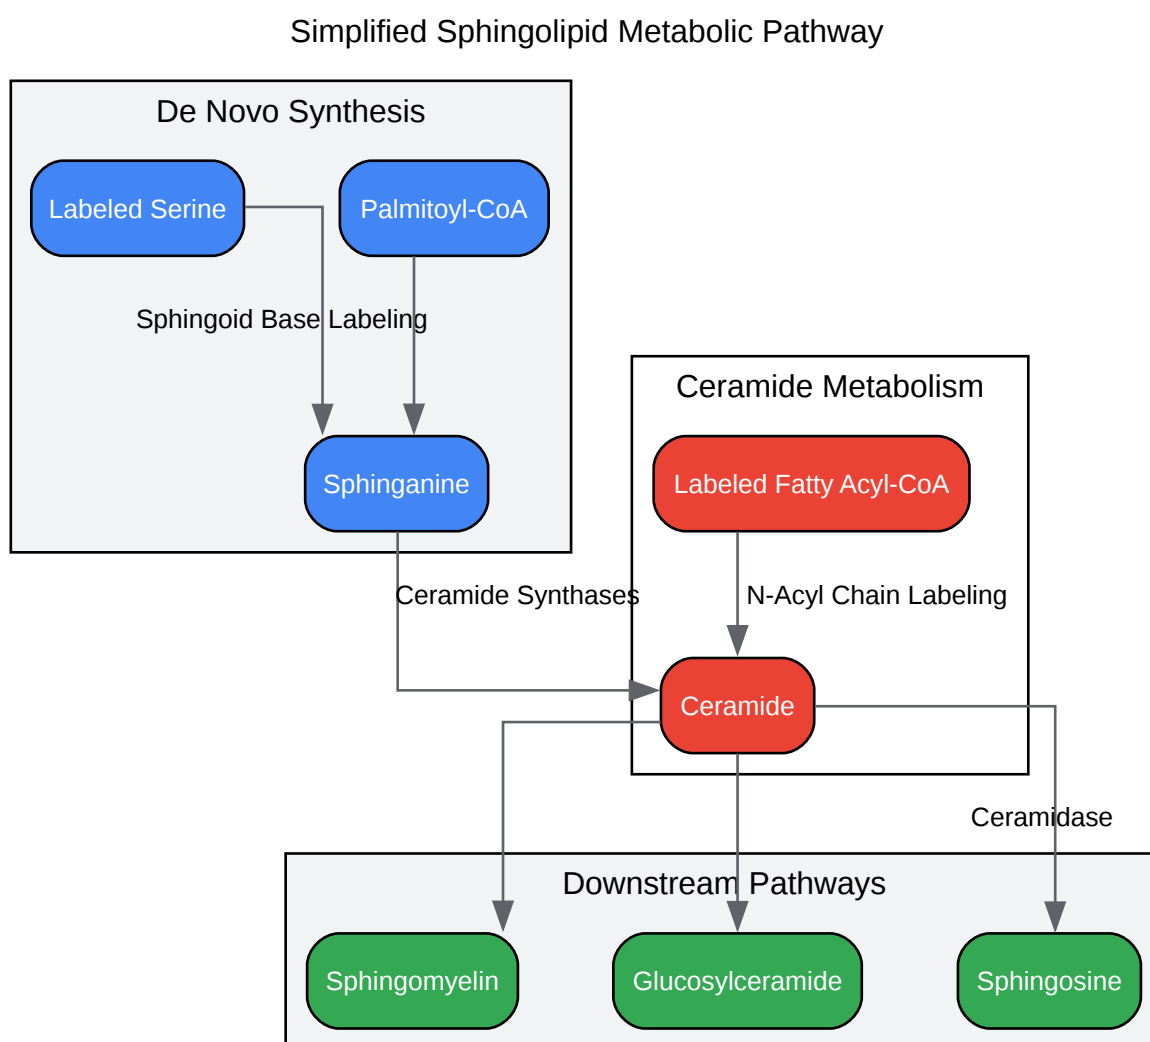 Simplified Sphingolipid Metabolic Pathway
De Novo Synthesis
Labeled Serine
Palmitoyl-CoA
Sphingoid Base Labeling
Sphinganine
Ceramide Metabolism
Labeled Fatty Acyl-CoA
Ceramide Synthases
N-Acyl Chain Labeling
Ceramide
Ceramidase
Downstream Pathways
Sphingomyelin
Glucosylceramide
Sphingosine